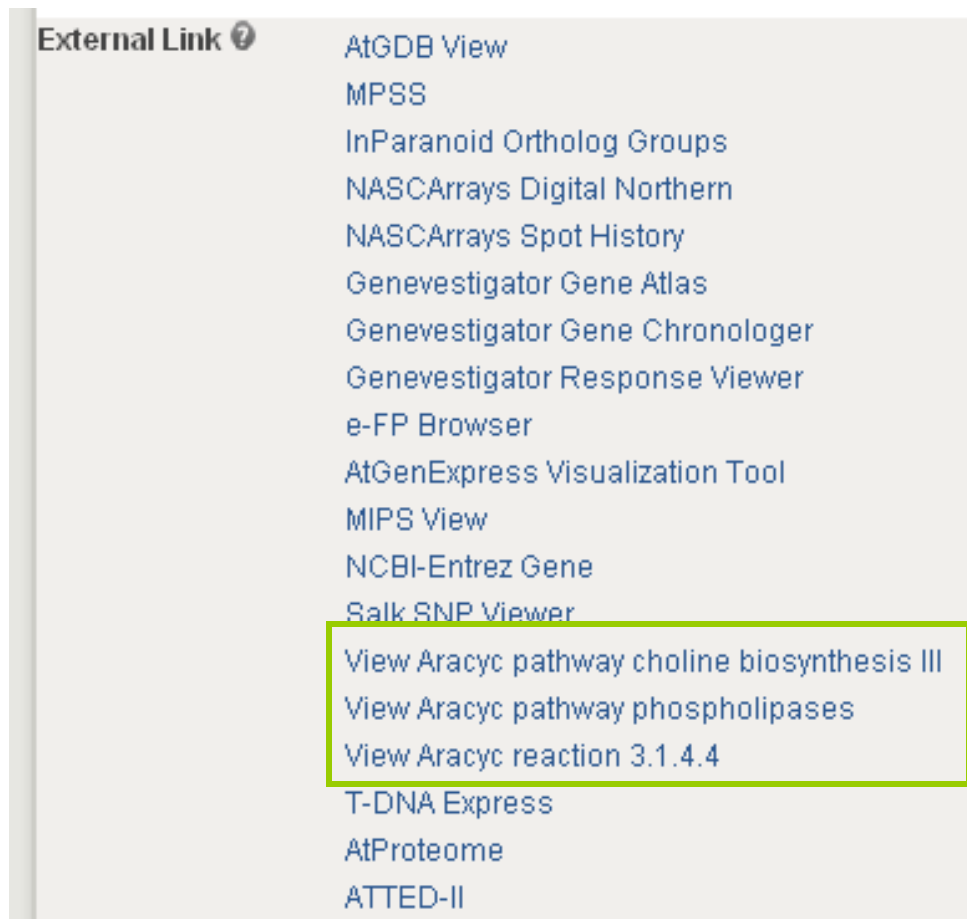 External Link ?
AtGDB View
MPSS
InParanoid Ortholog Groups
NASCArrays Digital Northern
NASCArrays Spot History
Genevestigator Gene Atlas
Genevestigator Gene Chronologer
Genevestigator Response Viewer
e-FP Browser
AtGenExpress Visualization Tool
MIPS View
NCBI-Entrez Gene
Salk SNP Viewer
View Aracyc pathway choline biosynthesis III
View Aracyc pathway phospholipases
View Aracyc reaction 3.1.4.4
T-DNA Express
AtProteome
ATTED-II